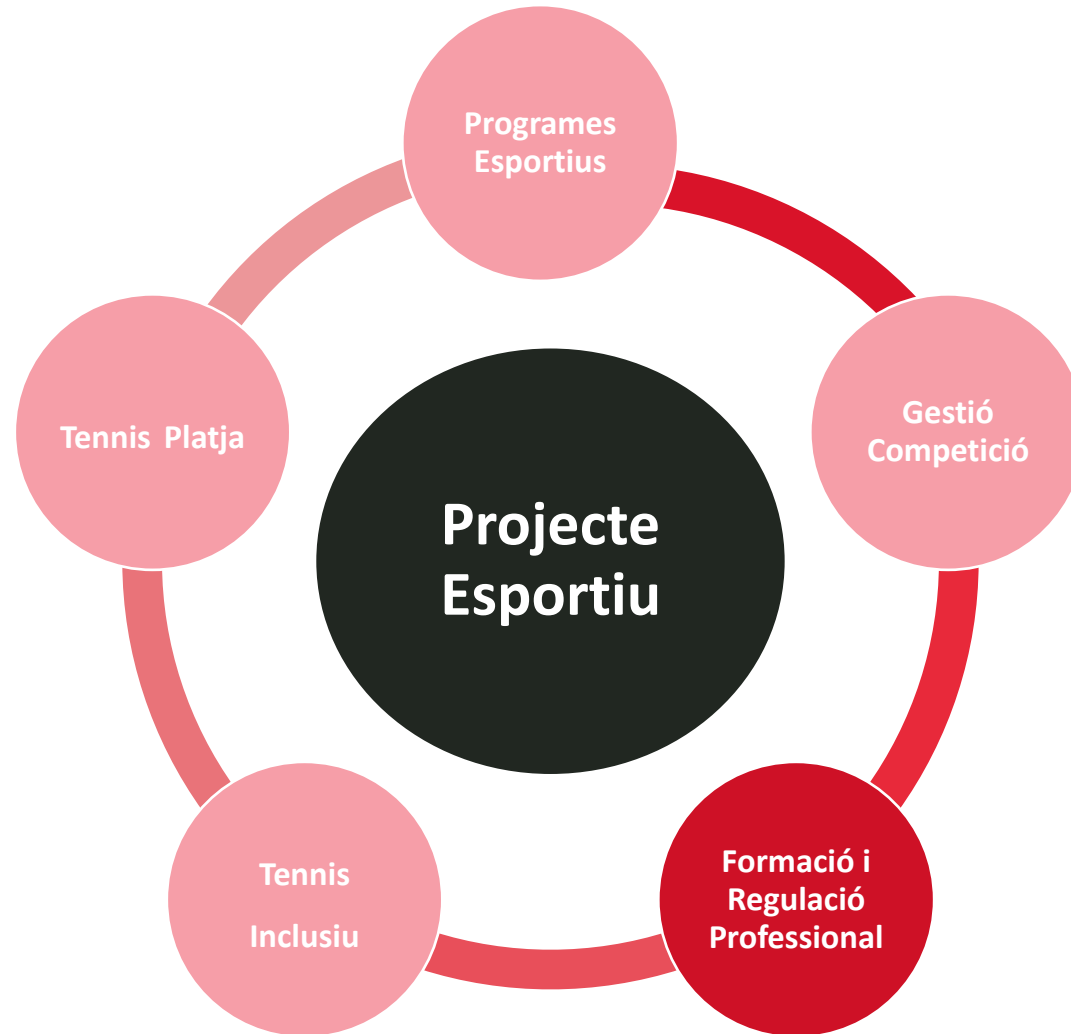 Programes
Esportius
Gestió
Competició
Formació i
Regulació
Professional
Tennis
Inclusiu
Tennis Platja
Projecte
Esportiu